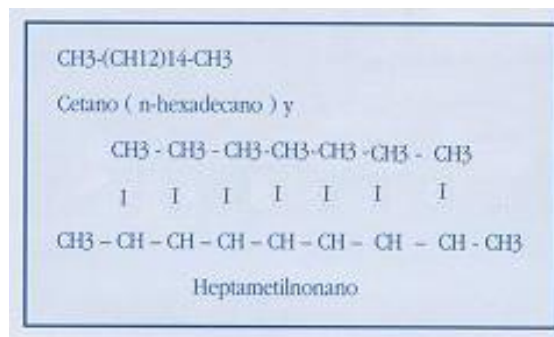 CH3-(CH12)14-CH3
Cetano ( n-hexadecano ) y
CH3 - CH3 - CH3-CH3-CH3 -CH3 - CH3
I I I I I I I
CH3 – CH – CH – CH – CH – CH – CH – CH - CH3
Heptametilnonano